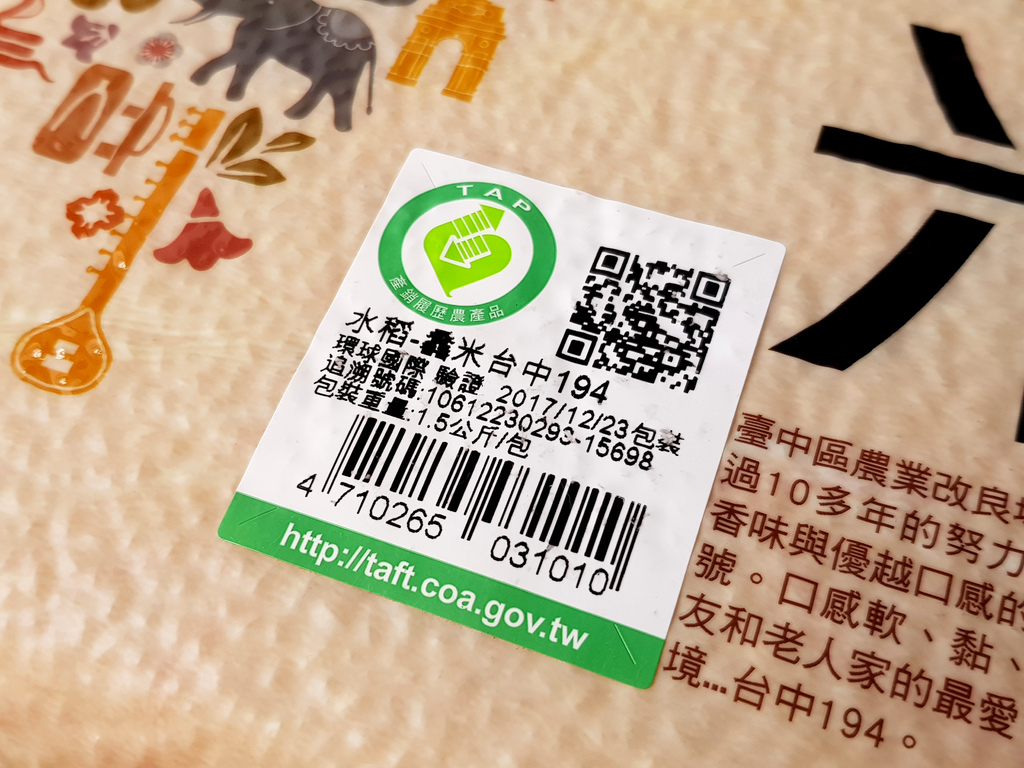 TAP
產銷履歷農產品
水稻-糙米台中194
環球國際 驗證 2017/12/23包裝
追溯號碼:10612230293-15698
包裝重量:1.5公斤/包
4 710265 031010
http://taft.coa.gov.tw
六
臺中區農業改良場
過10多年的努力
香味與優越口感的
號。口感軟、黏、
友和老人家的最愛
境...台中194。